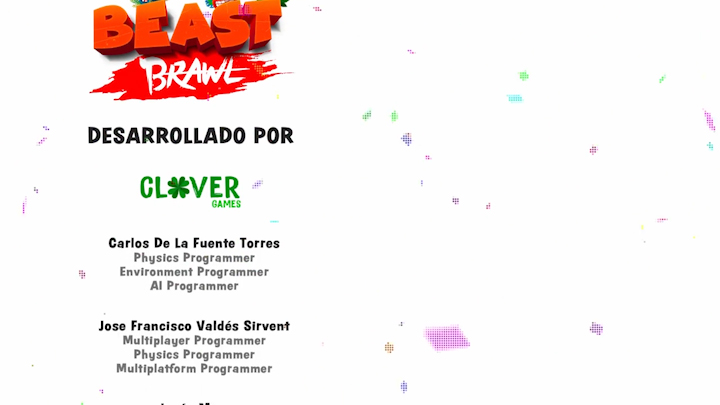 BEAST
BRAWL
DESARROLLADO POR
CLOVER
GAMES
Carlos De La Fuente Torres
Physics Programmer
Environment Programmer
AI Programmer
Jose Francisco Valdés Sirvent
Multiplayer Programmer
Physics Programmer
Multiplatform Programmer